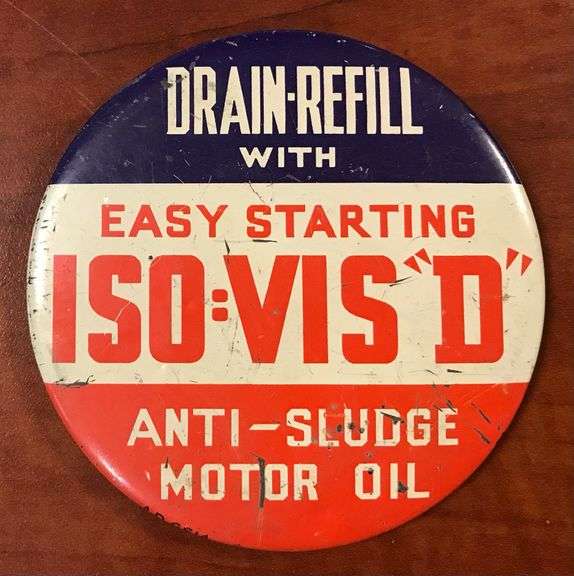 DRAIN-REFILL
WITH
EASY STARTING
ISO:VIS "D"
ANTI-SLUDGE
MOTOR OIL